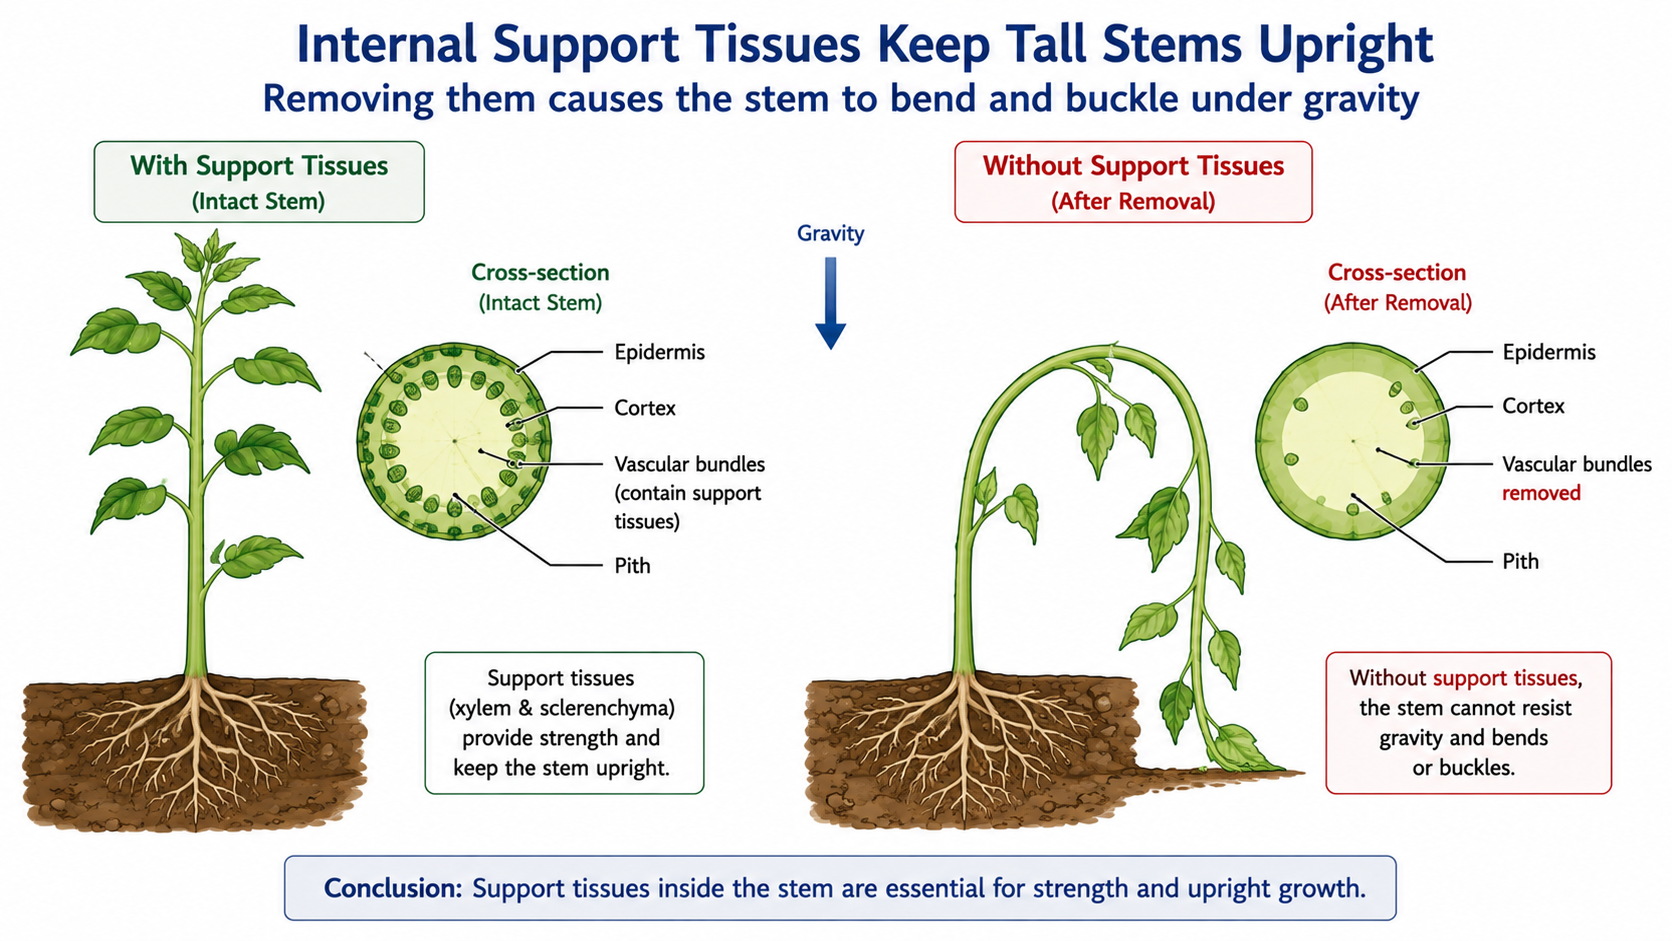 Internal Support Tissues Keep Tall Stems Upright
Removing them causes the stem to bend and buckle under gravity
With Support Tissues
(Intact Stem)
Without Support Tissues
(After Removal)
Gravity
Cross-section
(Intact Stem)
Epidermis
Cortex
Vascular bundles
(contain support
tissues)
Pith
Cross-section
(After Removal)
Epidermis
Cortex
Vascular bundles
removed
Pith
Support tissues
(xylem & sclerenchyma)
provide strength and
keep the stem upright.
Without support tissues,
the stem cannot resist
gravity and bends
or buckles.
Conclusion: Support tissues inside the stem are essential for strength and upright growth.